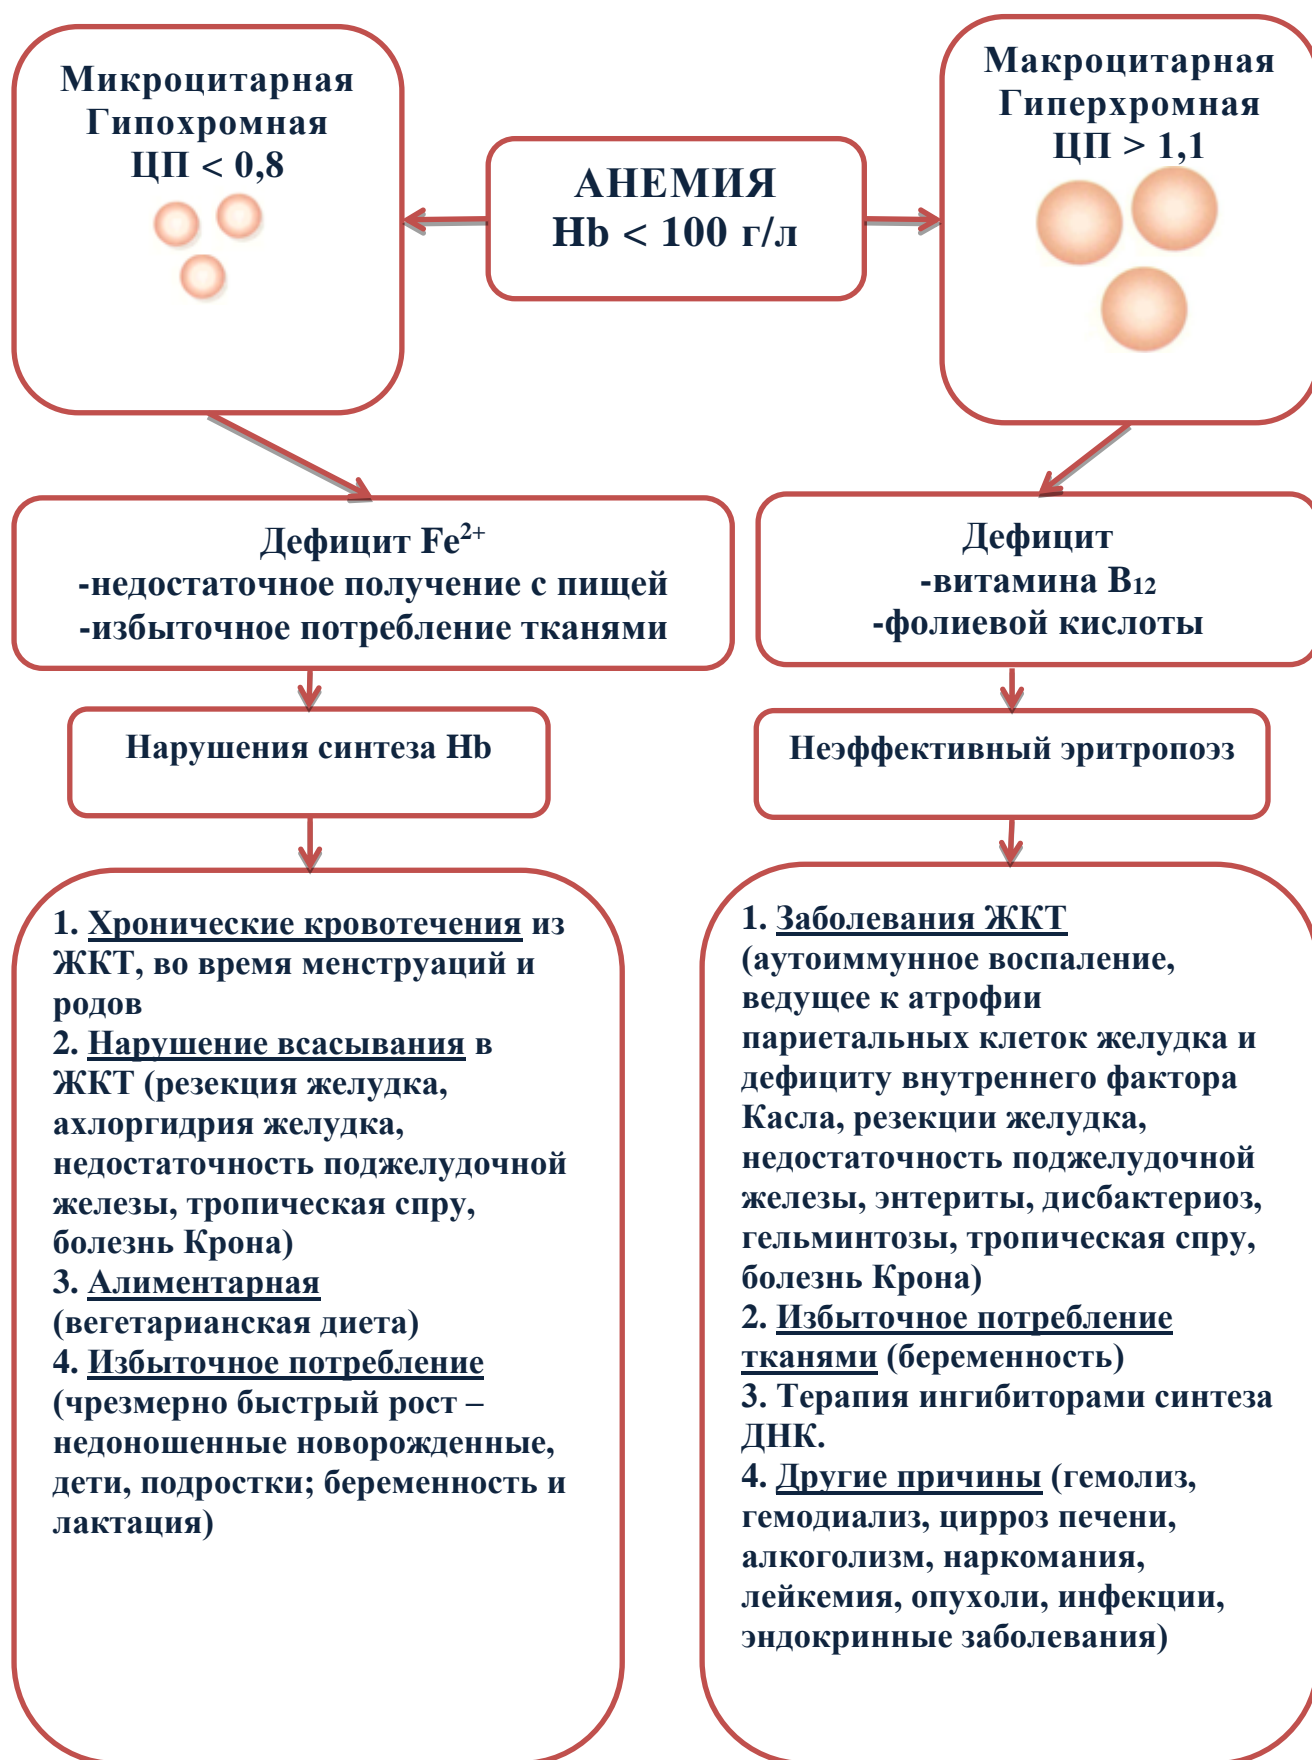 Микроцитарная
Гипохромная
ЦП < 0,8
АНЕМИЯ
Hb < 100 г/л
Макроцитарная
Гиперхромная
ЦП > 1,1
Дефицит Fe²⁺
-недостаточное получение с пищей
-избыточное потребление тканями
Дефицит
-витамина B₁₂
-фолиевой кислоты
Нарушения синтеза Hb
Неэффективный эритропоэз
1. Хронические кровотечения из
ЖКТ, во время менструаций и
родов
2. Нарушение всасывания в
ЖКТ (резекция желудка,
ахлоргидрия желудка,
недостаточность поджелудочной
железы, тропическая спру,
болезнь Крона)
3. Алиментарная
(вегетарианская диета)
4. Избыточное потребление
(чрезмерно быстрый рост –
недоношенные новорожденные,
дети, подростки; беременность и
лактация)
1. Заболевания ЖКТ
(аутоиммунное воспаление,
ведущее к атрофии
париетальных клеток желудка и
дефициту внутреннего фактора
Касла, резекции желудка,
недостаточность поджелудочной
железы, энтериты, дисбактериоз,
гельминтозы, тропическая спру,
болезнь Крона)
2. Избыточное потребление
тканями (беременность)
3. Терапия ингибиторами синтеза
ДНК.
4. Другие причины (гемолиз,
гемодиализ, цирроз печени,
алкоголизм, наркомания,
лейкемия, опухоли, инфекции,
эндокринные заболевания)